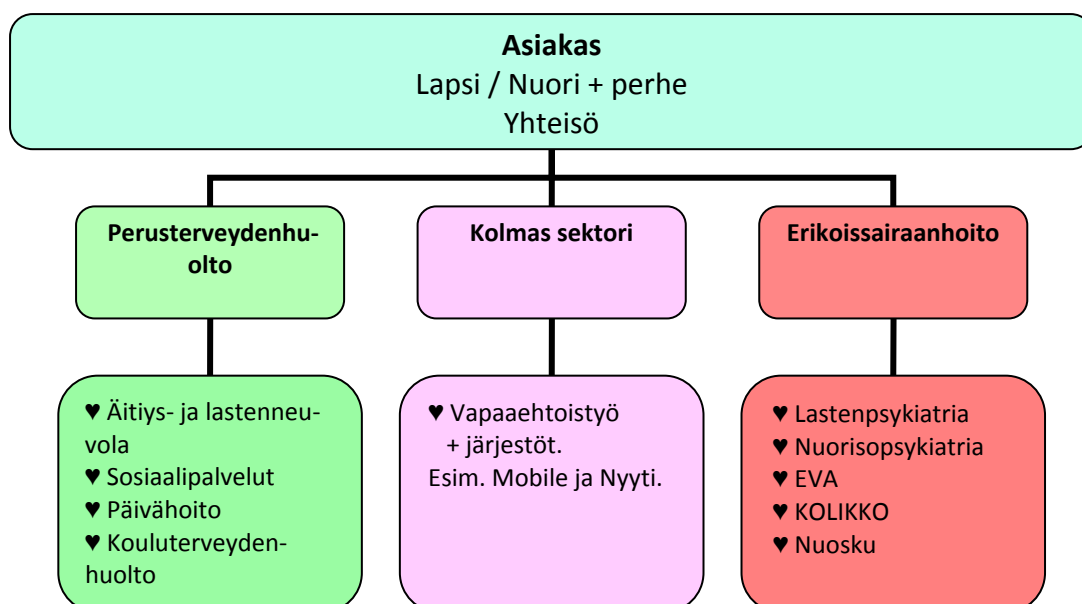 Asiakas
Lapsi / Nuori + perhe
Yhteisö
Perusterveydenhu-
olto
Kolmas sektori
Erikoissairaanhoito
♥ Äitiys- ja lastenneu-
vola
♥ Sosiaalipalvelut
♥ Päivähoito
♥ Kouluterveyden-
huolto
♥ Vapaaehtoistyö
+ järjestöt.
Esim. Mobile ja Nyyti.
♥ Lastenpsykiatria
♥ Nuorisopsykiatria
♥ EVA
♥ KOLIKKO
♥ Nuosku